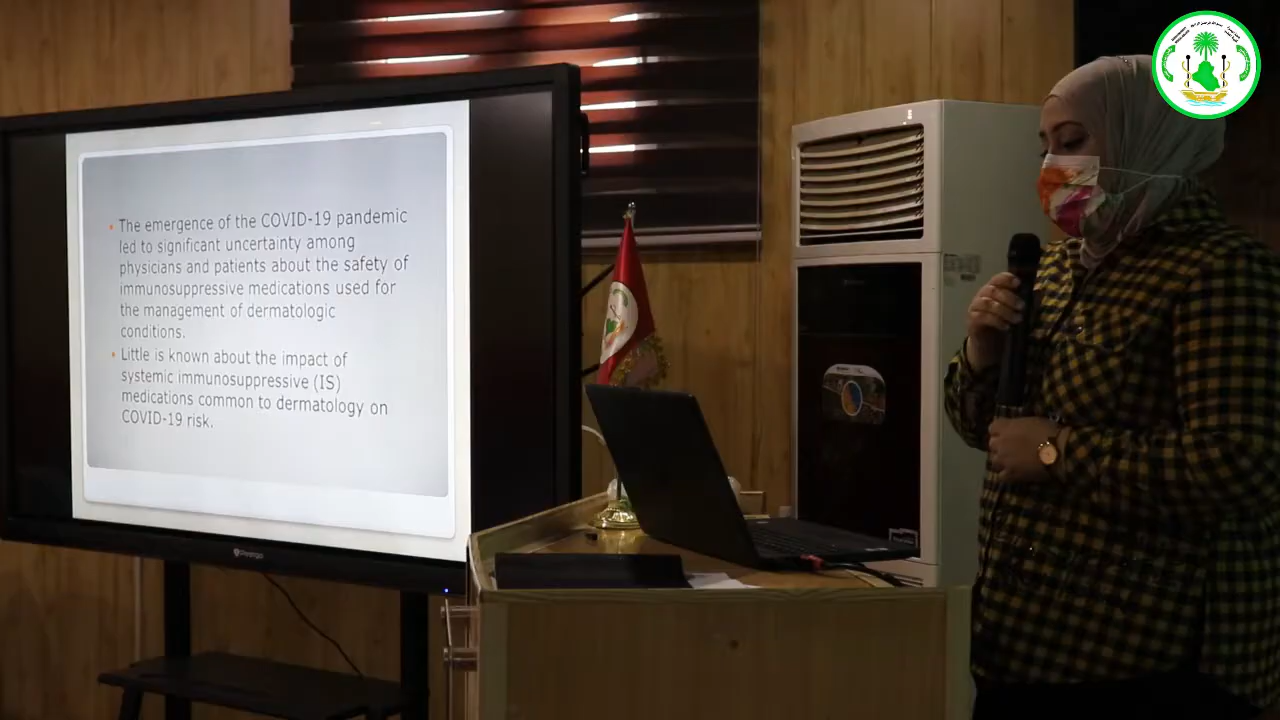 The emergence of the COVID-19 pandemic
led to significant uncertainty among
physicians and patients about the safety of
immunosuppressive medications used for
the management of dermatologic
conditions.
Little is known about the impact of
systemic immunosuppressive (IS)
medications common to dermatology on
COVID-19 risk.